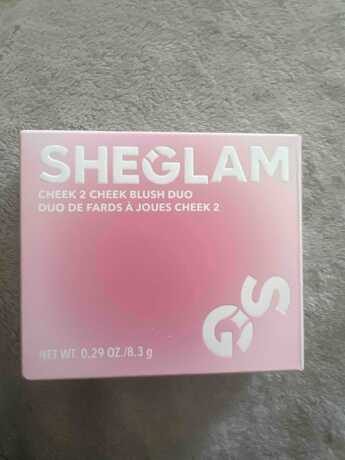 SHEGLAM
CHEEK 2 CHEEK BLUSH DUO
DUO DE FARDS À JOUES CHEEK 2
GS
NET WT. 0.29 OZ./8.3 g